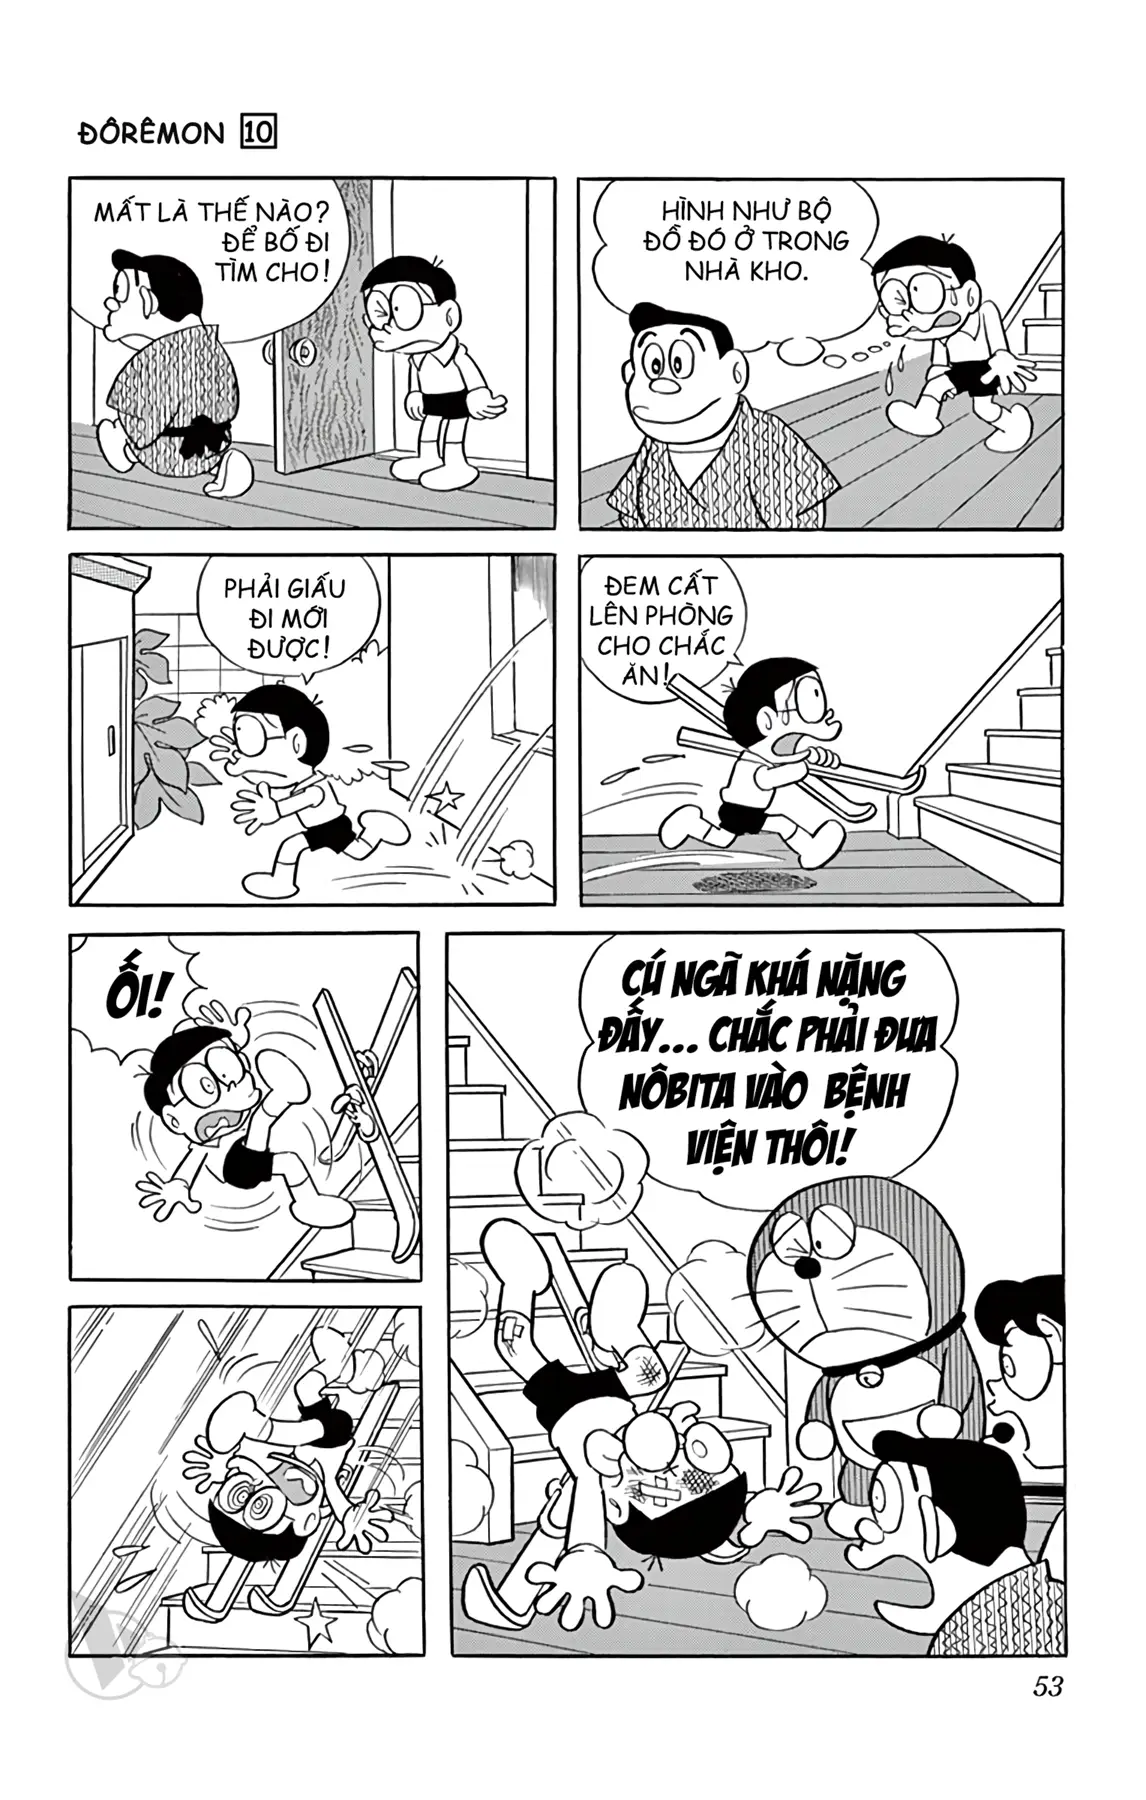 ĐÔRÊMON 10
MẤT LÀ THẾ NÀO?
ĐỂ BỐ ĐI
TÌM CHO!
HÌNH NHƯ BỘ
ĐỒ ĐÓ Ở TRONG
NHÀ KHO.
PHẢI GIẤU
ĐI MỚI
ĐƯỢC!
ĐEM CẤT
LÊN PHÒNG
CHO CHẮC
ĂN!
ỐI!
CÚ NGÃ KHÁ NẶNG
ĐẤY... CHẮC PHẢI ĐƯA
NÔBITA VÀO BỆNH
VIỆN THÔI!
53